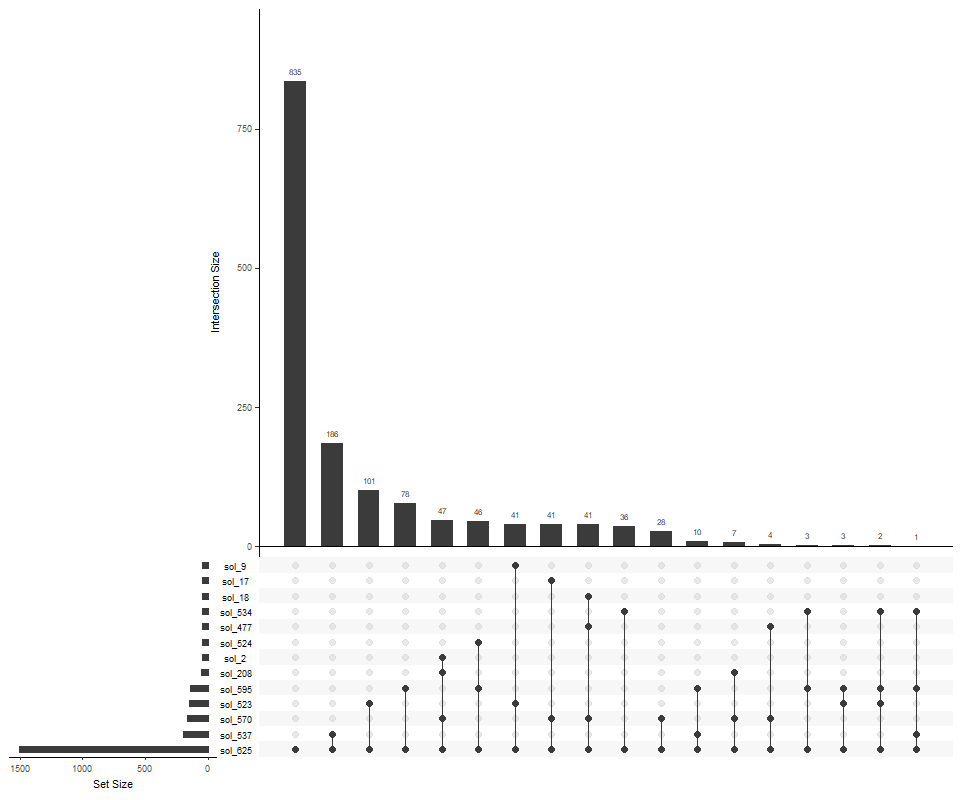 835
750
Intersection Size
500
250
186
101
78
47
46
41
41
41
36
28
10
7
4
3
3
2
1
0
sol_9
sol_17
sol_18
sol_534
sol_477
sol_524
sol_2
sol_208
sol_595
sol_523
sol_570
sol_537
sol_625
1500 1000 500 0
Set Size